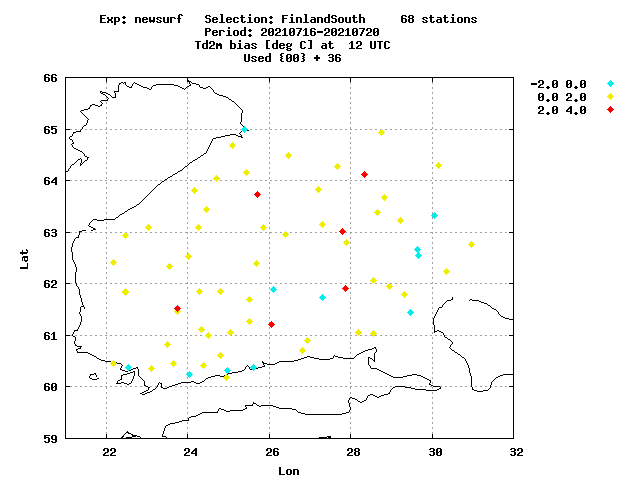 Exp: newsurf Selection: FinlandSouth 68 stations
Period: 20210716-20210720
Td2m bias [deg C] at 12 UTC
Used {00} + 36
-2.0 0.0
0.0 2.0
2.0 4.0
66
65
64
63
62
61
60
59
Lat
22 24 26 28 30 32
Lon